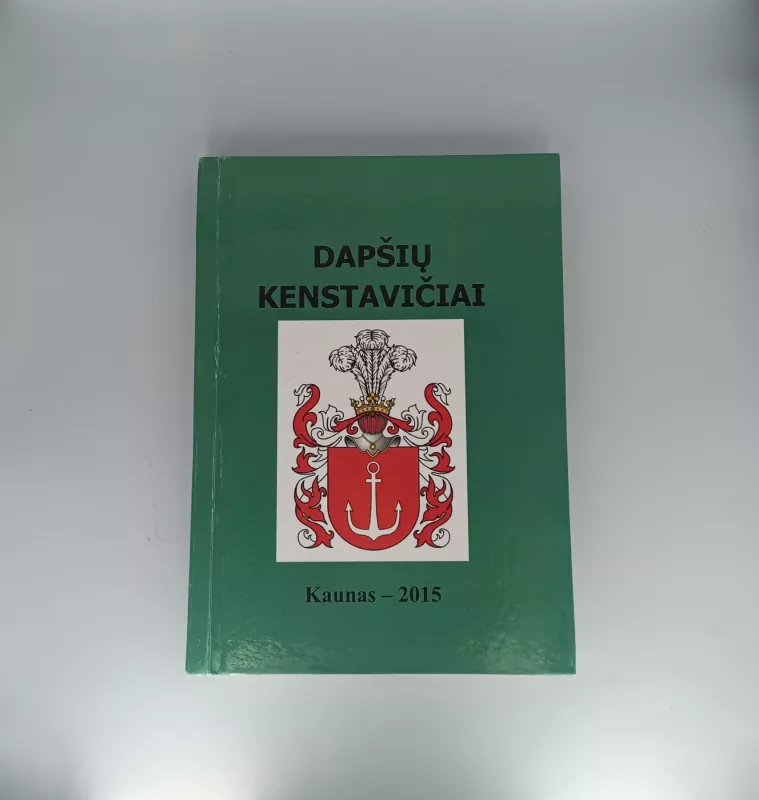 DAPŠIŲ
KENSTAVIČIAI
Kaunas – 2015